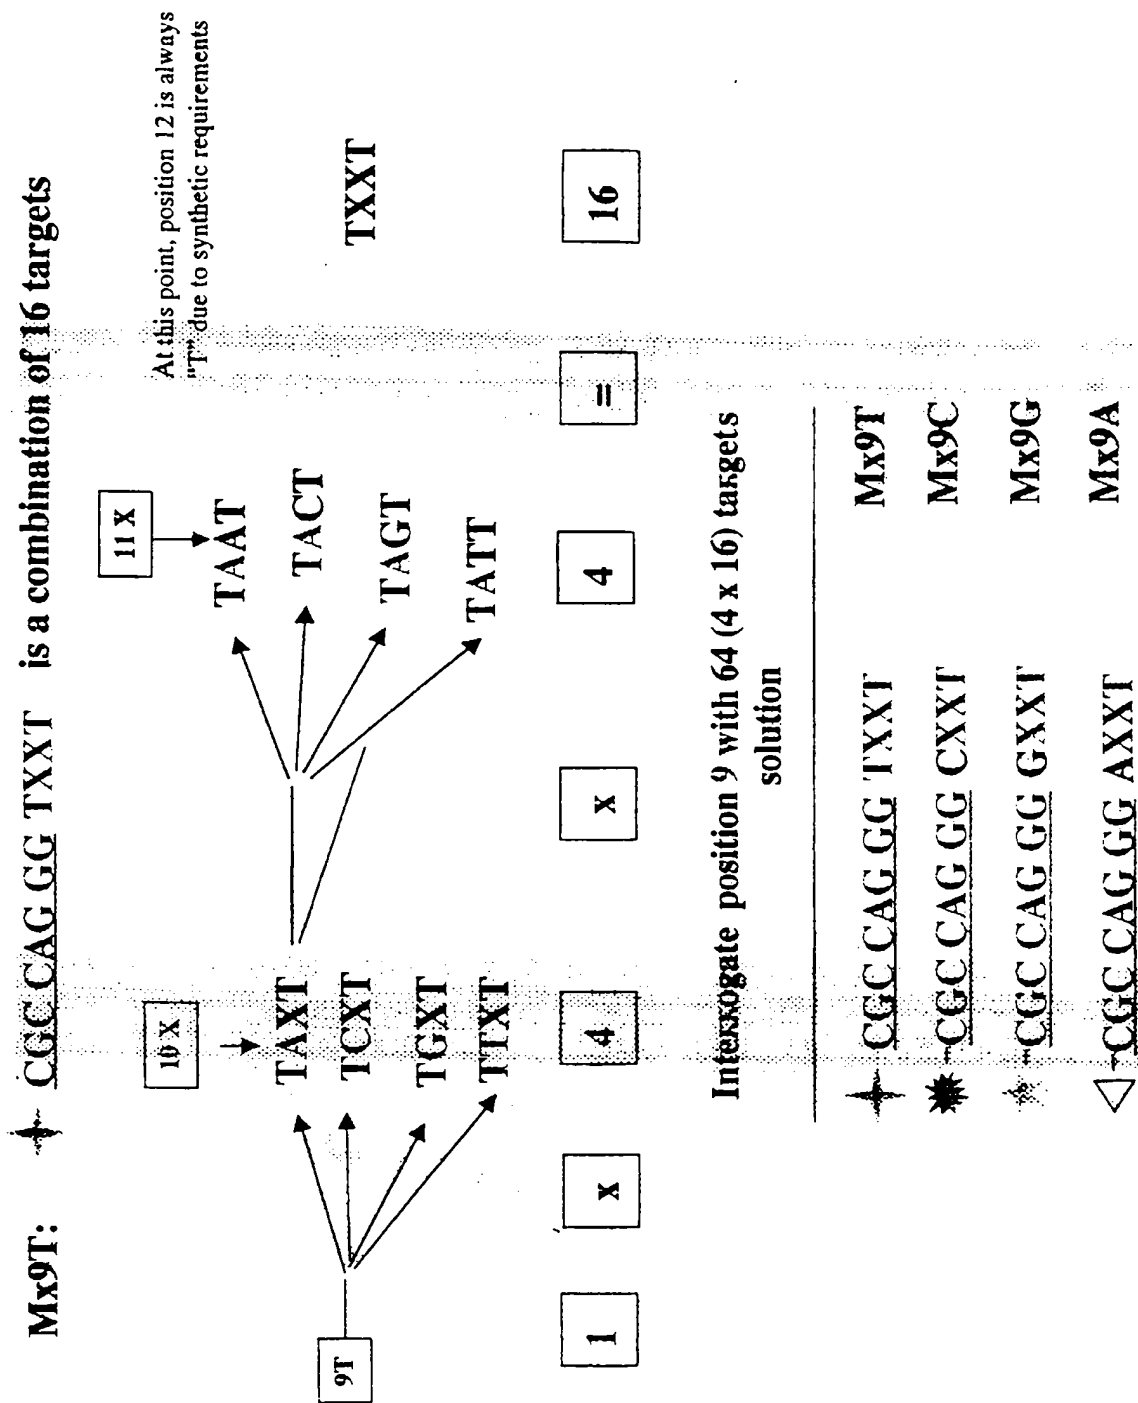 Mx9T: CGC CAG GG TXXT is a combination of 16 targets
At this point, position 12 is always
"T" due to synthetic requirements
10 X
11 X
9T
TAXT
TCXT
TGXT
TTXT
TAAT
TACT
TAGT
TATT
TXXT
1 x 4 x 4 = 16
Interrogate position 9 with 64 (4 x 16) targets
solution
CGC CAG GG TXXT Mx9T
CGC CAG GG CXXT Mx9C
CGC CAG GG GXXT Mx9G
CGC CAG GG AXXT Mx9A